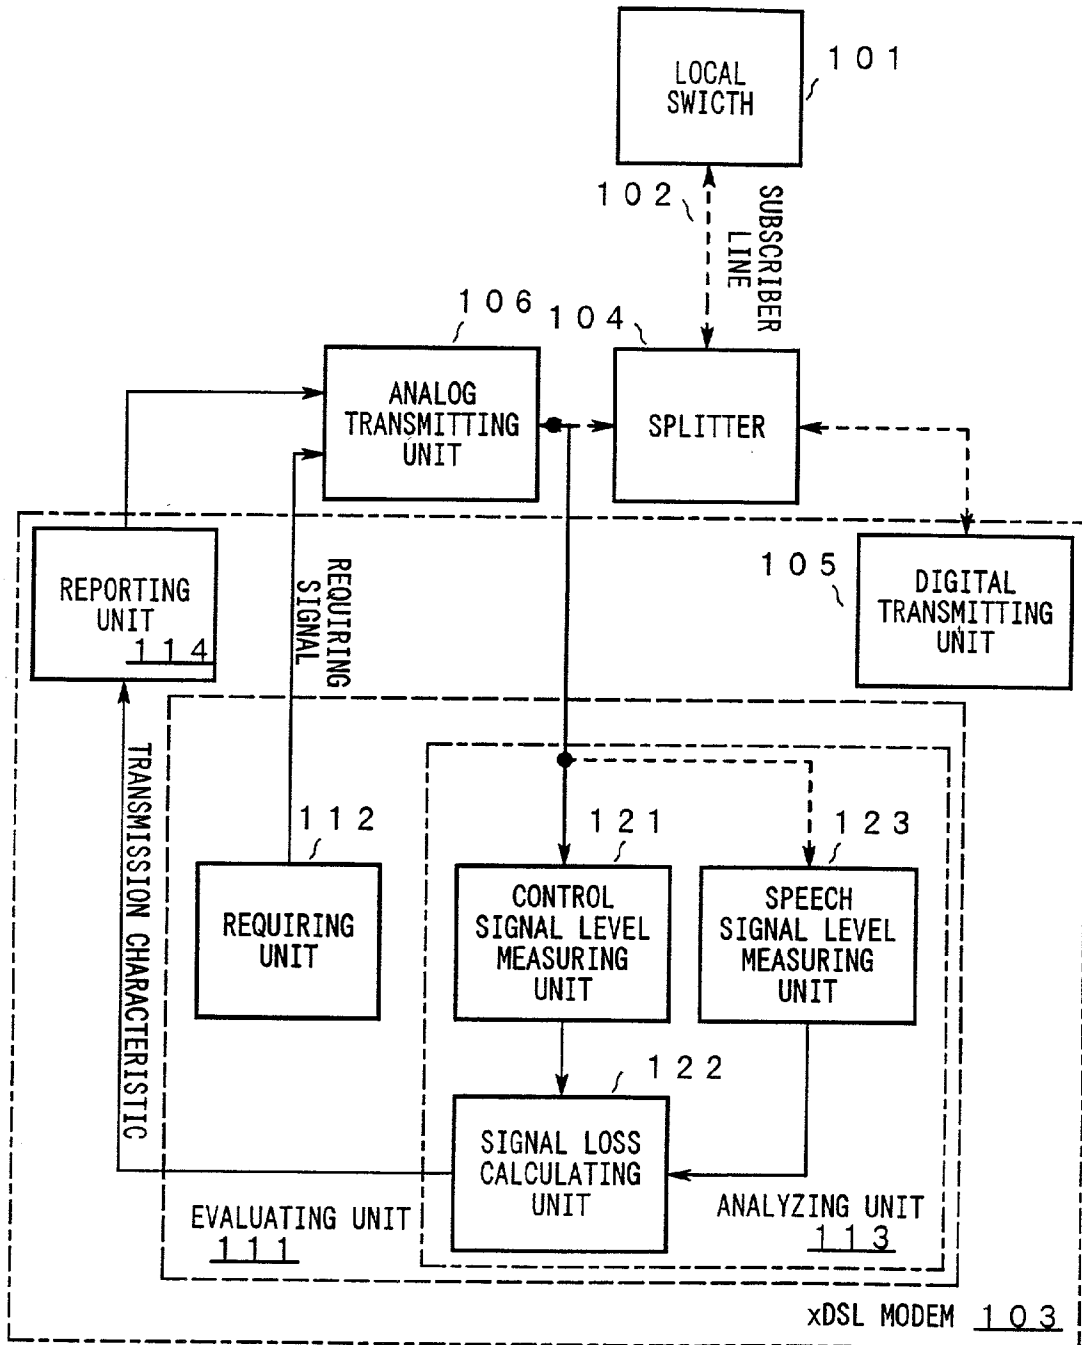 LOCAL
SWICTH
101
102
SUBSCRIBER
LINE
106
104
ANALOG
TRANSMITTING
UNIT
SPLITTER
REPORTING
UNIT
114
REQUIRING
SIGNAL
105
DIGITAL
TRANSMITTING
UNIT
TRANSMISSION CHARACTERISTIC
112
REQUIRING
UNIT
121
CONTROL
SIGNAL LEVEL
MEASURING
UNIT
123
SPEECH
SIGNAL LEVEL
MEASURING
UNIT
122
SIGNAL LOSS
CALCULATING
UNIT
EVALUATING UNIT
111
ANALYZING UNIT
113
xDSL MODEM 103